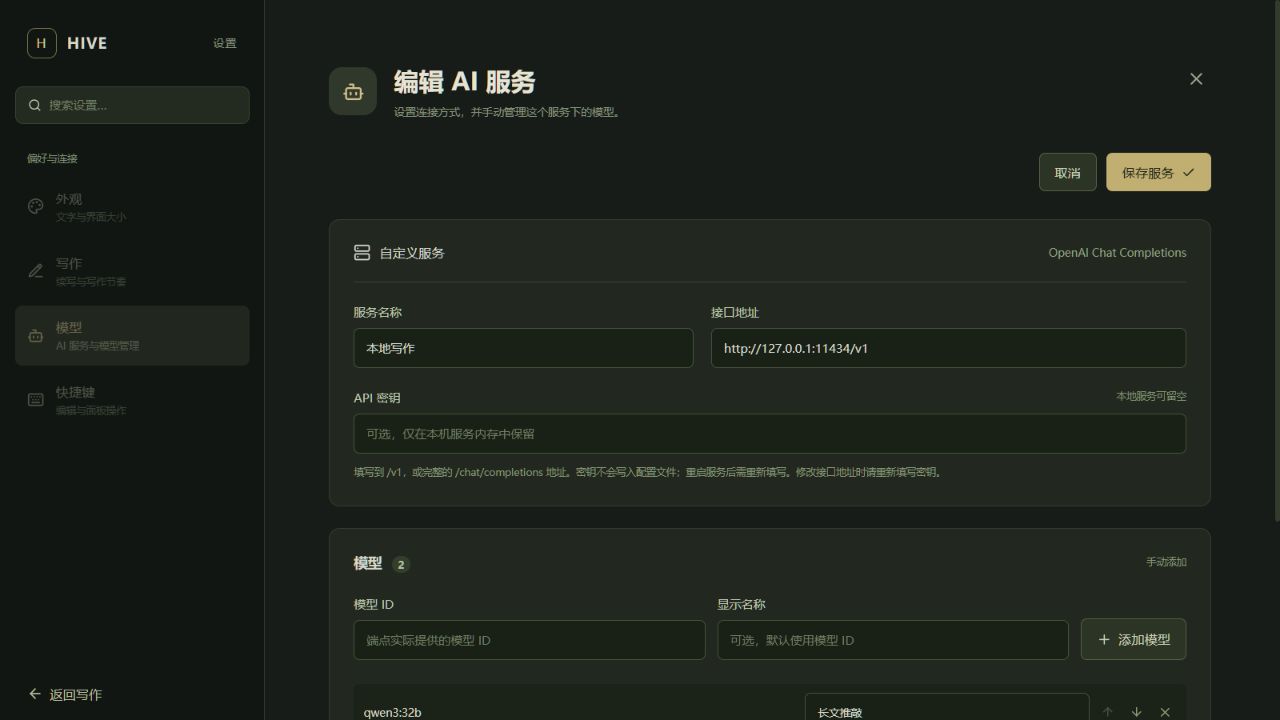 H HIVE 设置
搜索设置...
偏好与连接
外观
文字与界面大小
写作
续写与写作节奏
模型
AI 服务与模型管理
快捷键
编辑与面板操作
返回写作
编辑 AI 服务
设置连接方式，并手动管理这个服务下的模型。
取消
保存服务
自定义服务
OpenAI Chat Completions
服务名称
接口地址
本地写作
http://127.0.0.1:11434/v1
API 密钥
本地服务可留空
可选，仅在本机服务内存中保留
填写到 /v1，或完整的 /chat/completions 地址。密钥不会写入配置文件；重启服务后需重新填写。修改接口地址时请重新填写密钥。
模型 2
手动添加
模型 ID
显示名称
端点实际提供的模型 ID
可选，默认使用模型 ID
添加模型
qwen3:32b
长文推敲